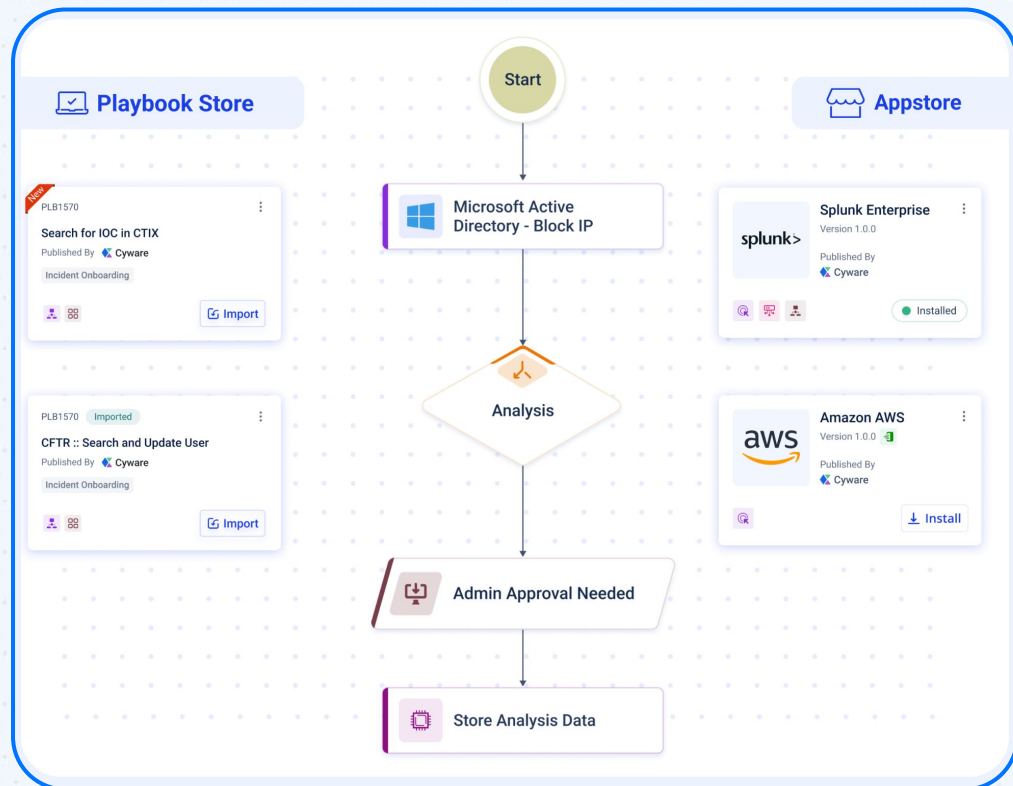 Start
Playbook Store
Appstore
New
PLB1570
Search for IOC in CTIX
Published By Cyware
Incident Onboarding
Import
PLB1570 Imported
CFTR :: Search and Update User
Published By Cyware
Incident Onboarding
Import
Microsoft Active
Directory - Block IP
Analysis
Admin Approval Needed
Store Analysis Data
splunk>
Splunk Enterprise
Version 1.0.0
Published By
Cyware
Installed
aws
Amazon AWS
Version 1.0.0
Published By
Cyware
Install